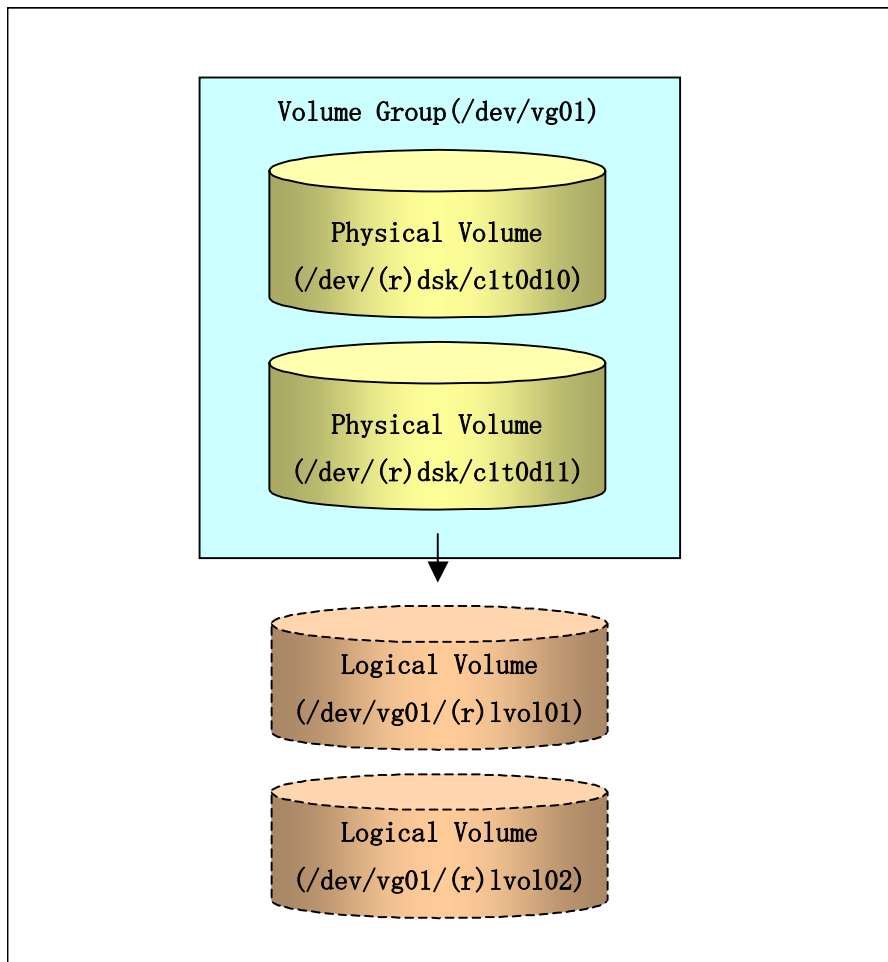 Volume Group(/dev/vg01)
Physical Volume
(/dev/(r)dsk/c1t0d10)
Physical Volume
(/dev/(r)dsk/c1t0d11)
Logical Volume
(/dev/vg01/(r)lvol01)
Logical Volume
(/dev/vg01/(r)lvol02)